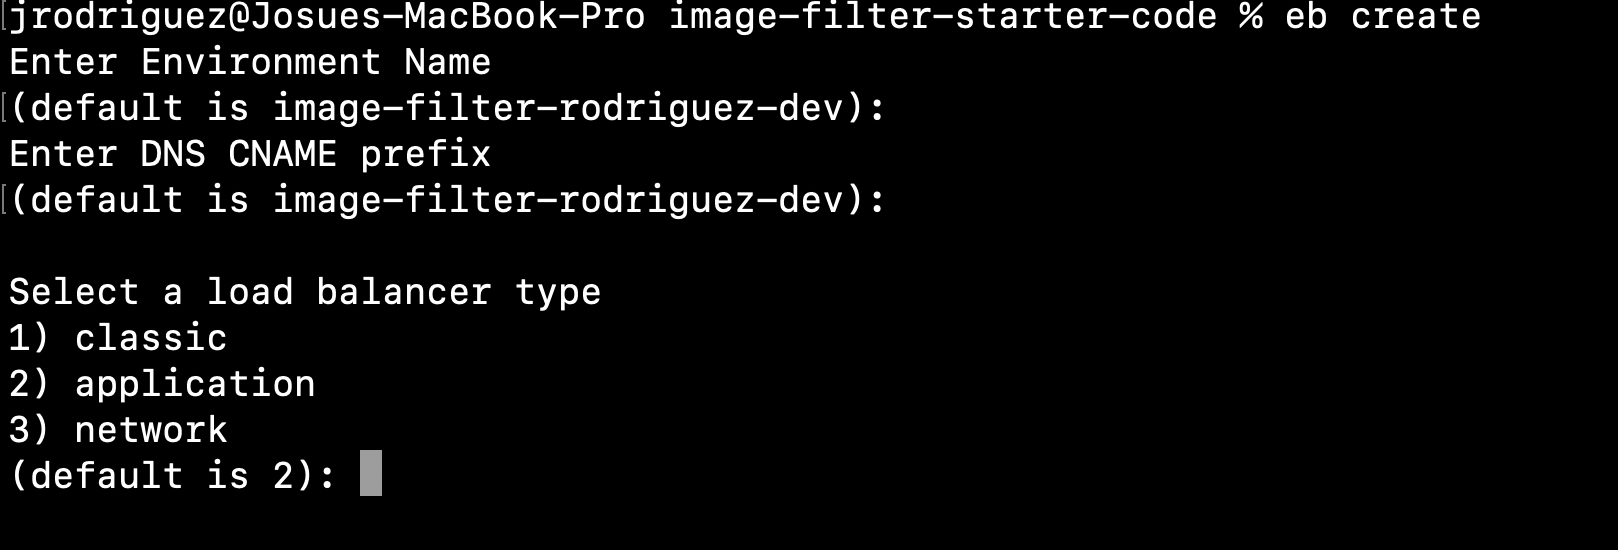 [jrodriguez@Josues-MacBook-Pro image-filter-starter-code % eb create
Enter Environment Name
[(default is image-filter-rodriguez-dev):
Enter DNS CNAME prefix
[(default is image-filter-rodriguez-dev):
Select a load balancer type
1) classic
2) application
3) network
(default is 2):